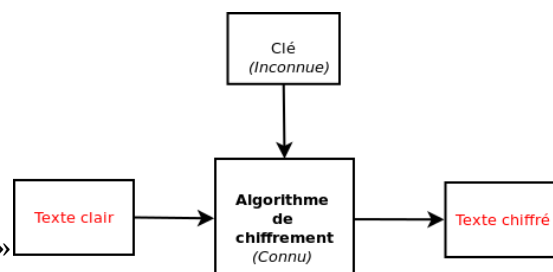 Clé
(Inconnue)
Texte clair
Algorithme
de
chiffrement
(Connu)
Texte chiffré
»